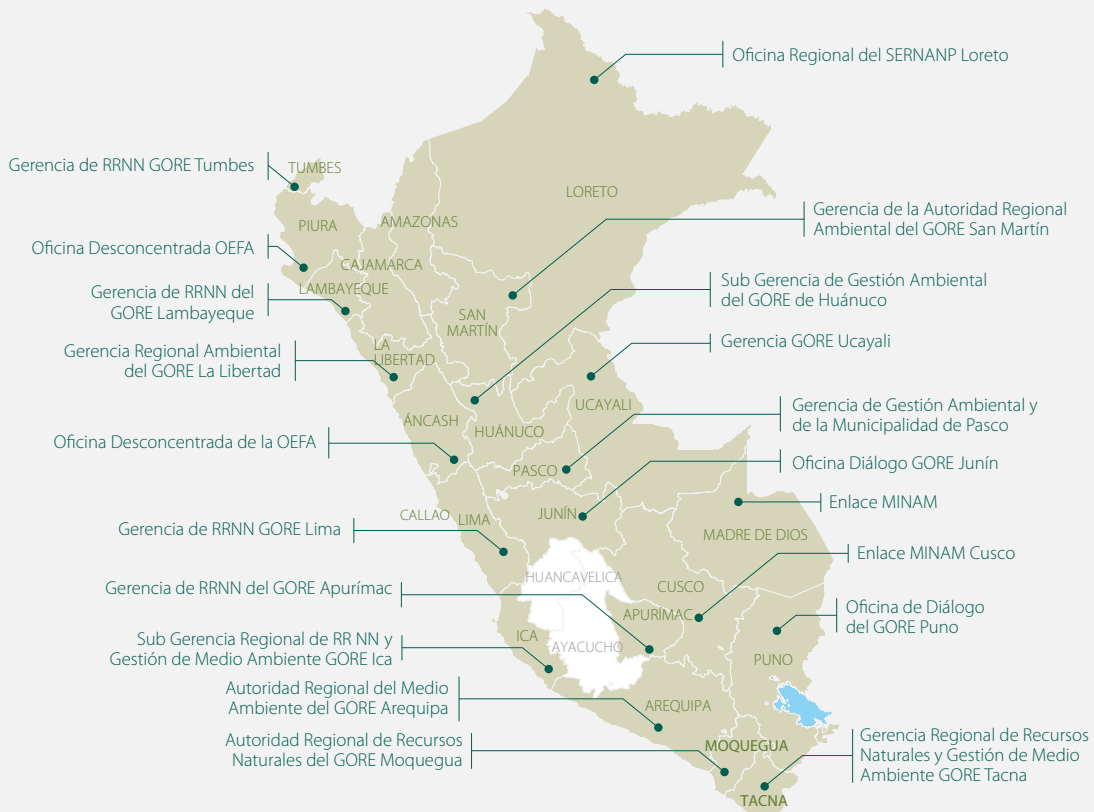 Oficina Regional del SERNANP Loreto
Gerencia de RRNN GORE Tumbes
TUMBES
LORETO
PIURA
AMAZONAS
Gerencia de la Autoridad Regional
Ambiental del GORE San Martín
Oficina Desconcentrada OEFA
CAJAMARCA
LAMBAYEQUE
Sub Gerencia de Gestión Ambiental
del GORE de Huánuco
Gerencia de RRNN del
GORE Lambayeque
SAN
MARTÍN
Gerencia GORE Ucayali
LA
LIBERTAD
Gerencia Regional Ambiental
del GORE La Libertad
UCAYALI
Gerencia de Gestión Ambiental y
de la Municipalidad de Pasco
ÁNCASH
HUÁNUCO
Oficina Desconcentrada de la OEFA
PASCO
Oficina Diálogo GORE Junín
Enlace MINAM
CALLAO
LIMA
JUNÍN
Gerencia de RRNN GORE Lima
MADRE DE DIOS
Enlace MINAM Cusco
HUANCAVELICA
CUSCO
Gerencia de RRNN del GORE Apurímac
APURÍMAC
Oficina de Diálogo
del GORE Puno
ICA
AYACUCHO
Sub Gerencia Regional de RR NN y
Gestión de Medio Ambiente GORE Ica
PUNO
Autoridad Regional del Medio
Ambiente del GORE Arequipa
AREQUIPA
Autoridad Regional de Recursos
Naturales del GORE Moquegua
MOQUEGUA
Gerencia Regional de Recursos
Naturales y Gestión de Medio
Ambiente GORE Tacna
TACNA